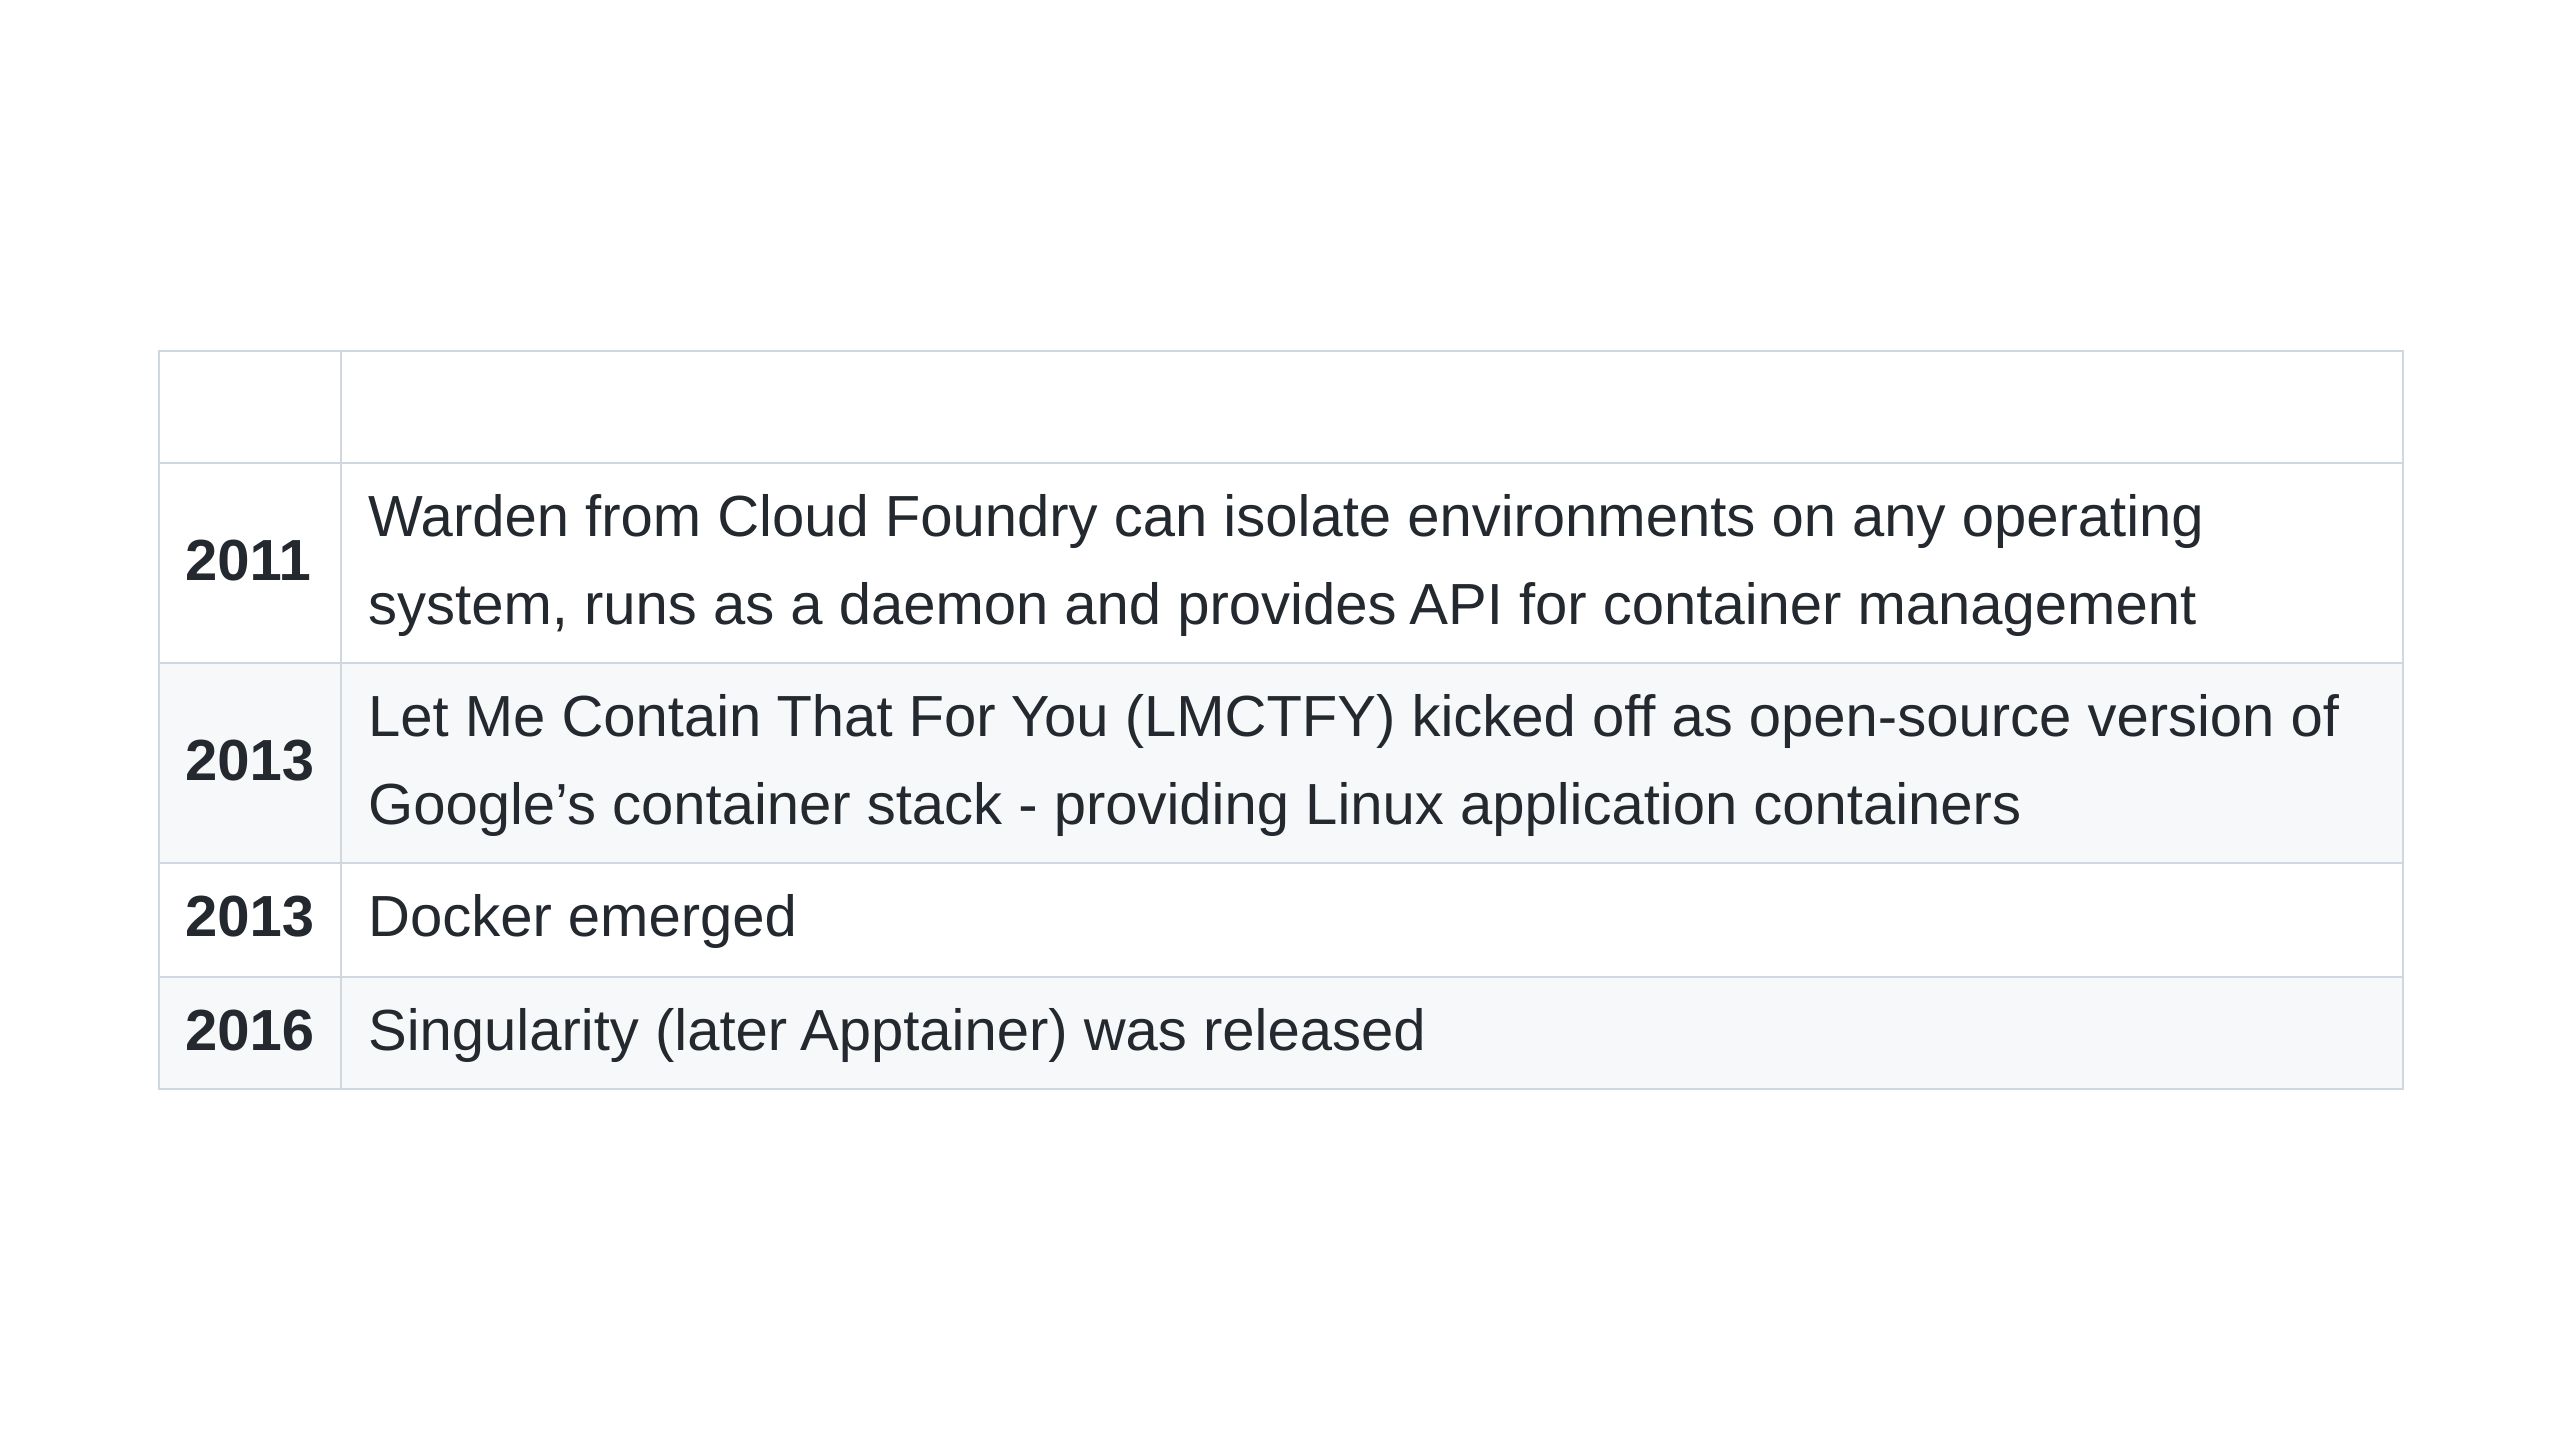 2011
Warden from Cloud Foundry can isolate environments on any operating
system, runs as a daemon and provides API for container management
2013
Let Me Contain That For You (LMCTFY) kicked off as open-source version of
Google’s container stack - providing Linux application containers
2013
Docker emerged
2016
Singularity (later Apptainer) was released